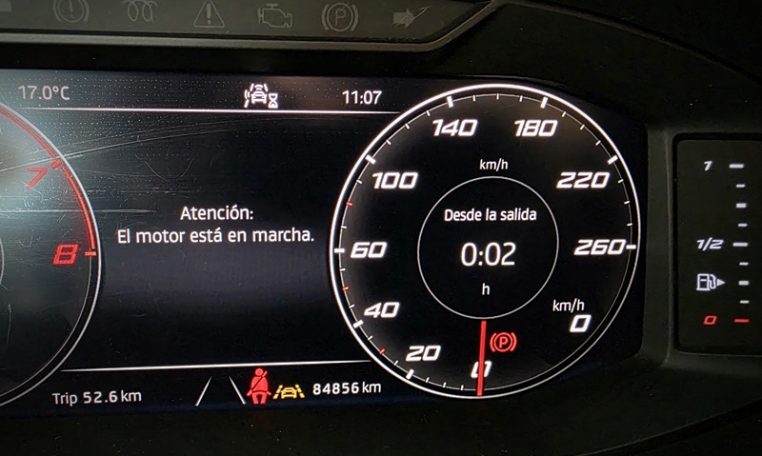 17.0°C
11:07
Atención:
El motor está en marcha.
7
8
0
20
40
60
100
140
180
220
260
0
km/h
Desde la salida
0:02
h
km/h
(P)
Trip 52.6 km
84856 km
1
1/2
0